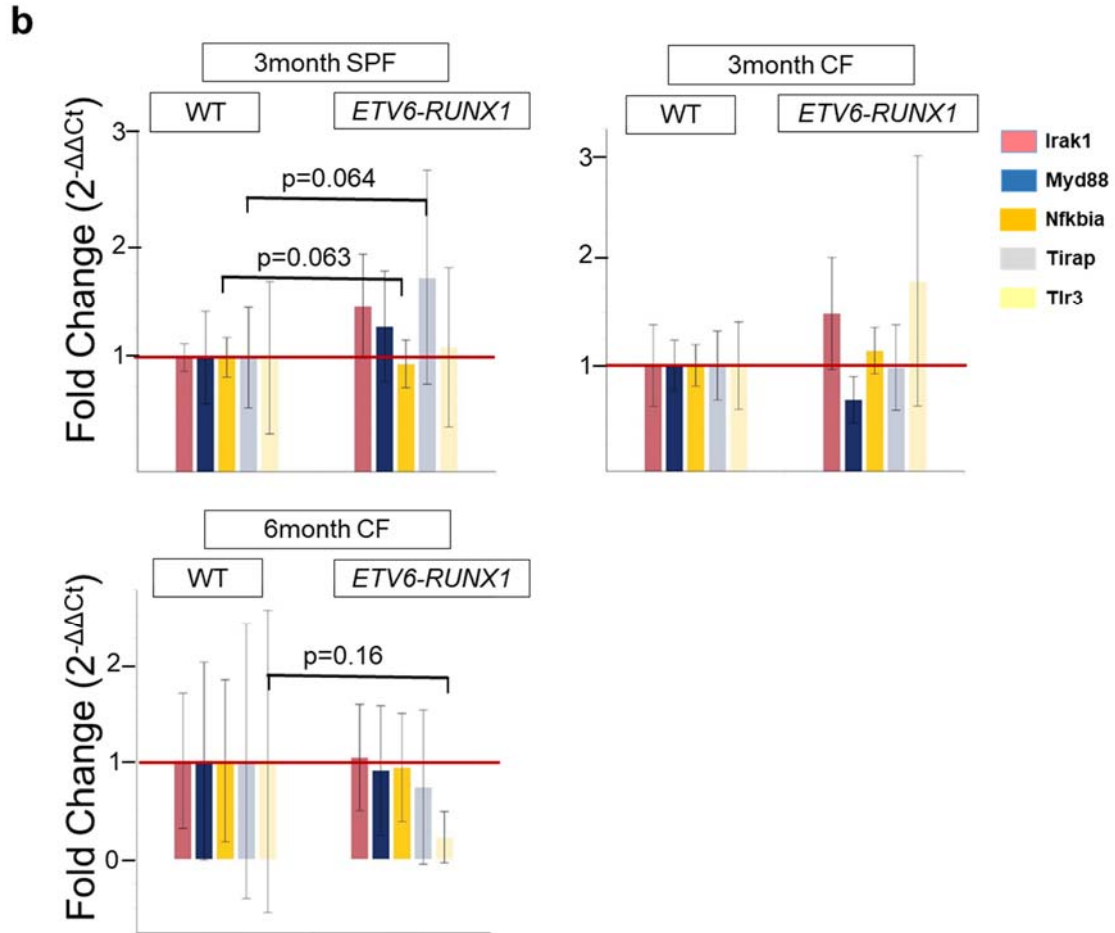 b
3month SPF
WT
ETV6-RUNX1
Fold Change (2-ΔΔCt)
3
2
1
p=0.064
p=0.063
3month CF
WT
ETV6-RUNX1
3
2
1
Irak1
Myd88
Nfkbia
Tirap
Tlr3
6month CF
WT
ETV6-RUNX1
Fold Change (2-ΔΔCt)
2
1
0
p=0.16